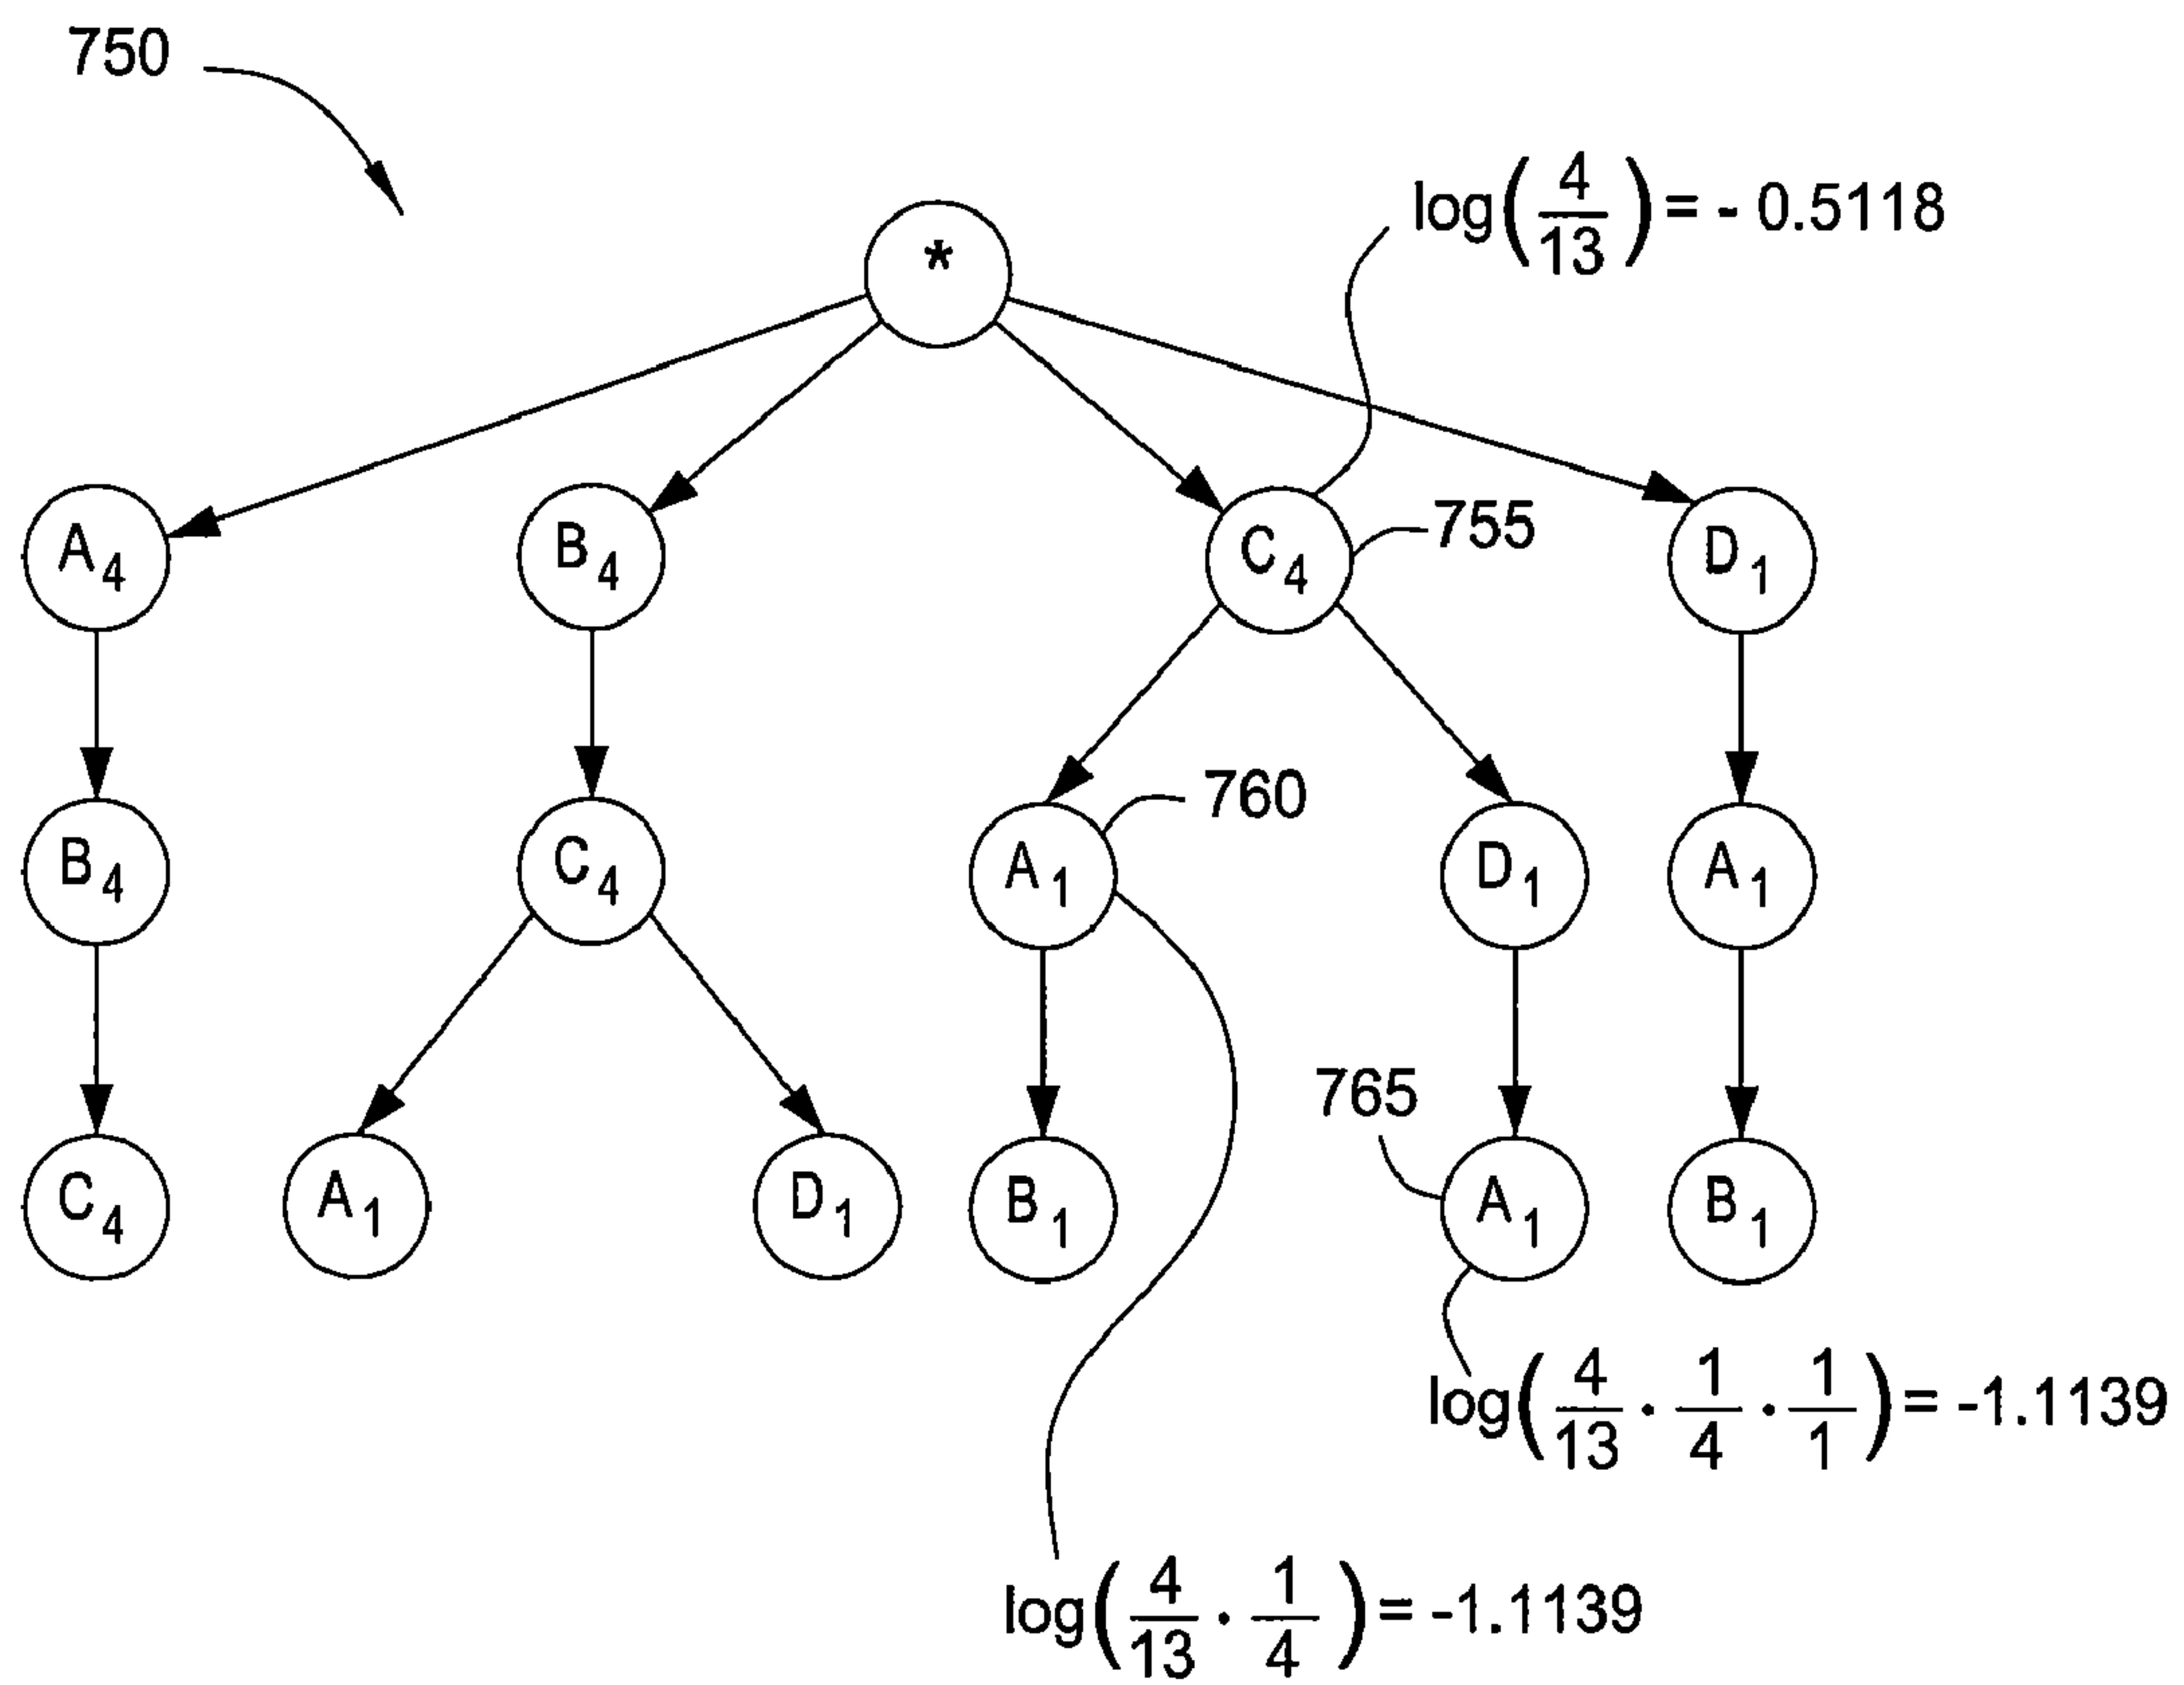 750
log(4/13) = - 0.5118
*
A4 B4 C4 755 D1
B4 C4 A1 760 D1 A1
C4 A1 D1 B1 765 A1 B1
log(4/13 · 1/4 · 1/1) = -1.1139
log(4/13 · 1/4) = -1.1139